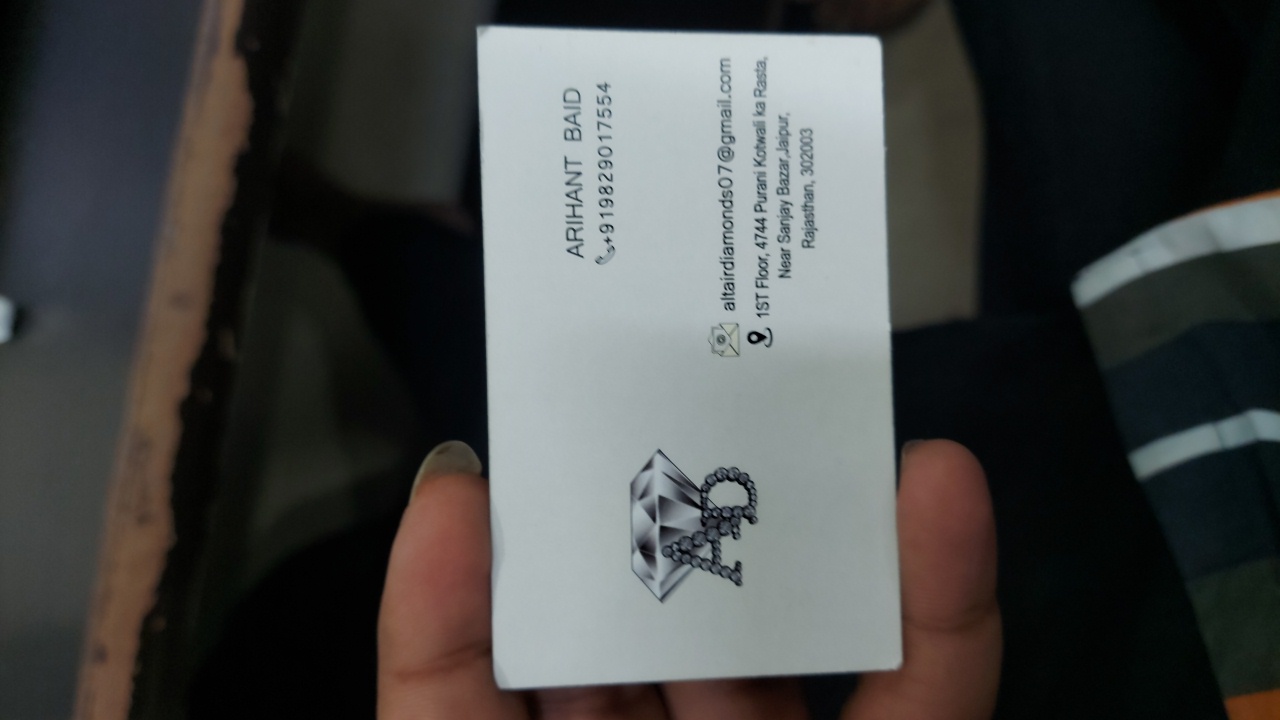 ARIHANT BAID
+919829017554
altairdiamonds07@gmail.com
1ST Floor, 4744 Purani Kotwali ka Rasta,
Near Sanjay Bazar,Jaipur,
Rajasthan, 302003
AD